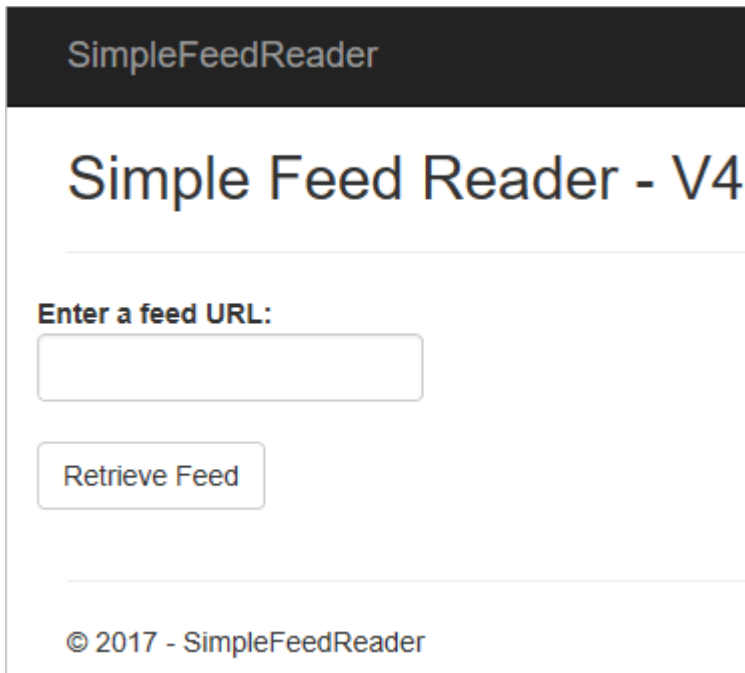 SimpleFeedReader
Simple Feed Reader - V4
Enter a feed URL:
Retrieve Feed
© 2017 - SimpleFeedReader